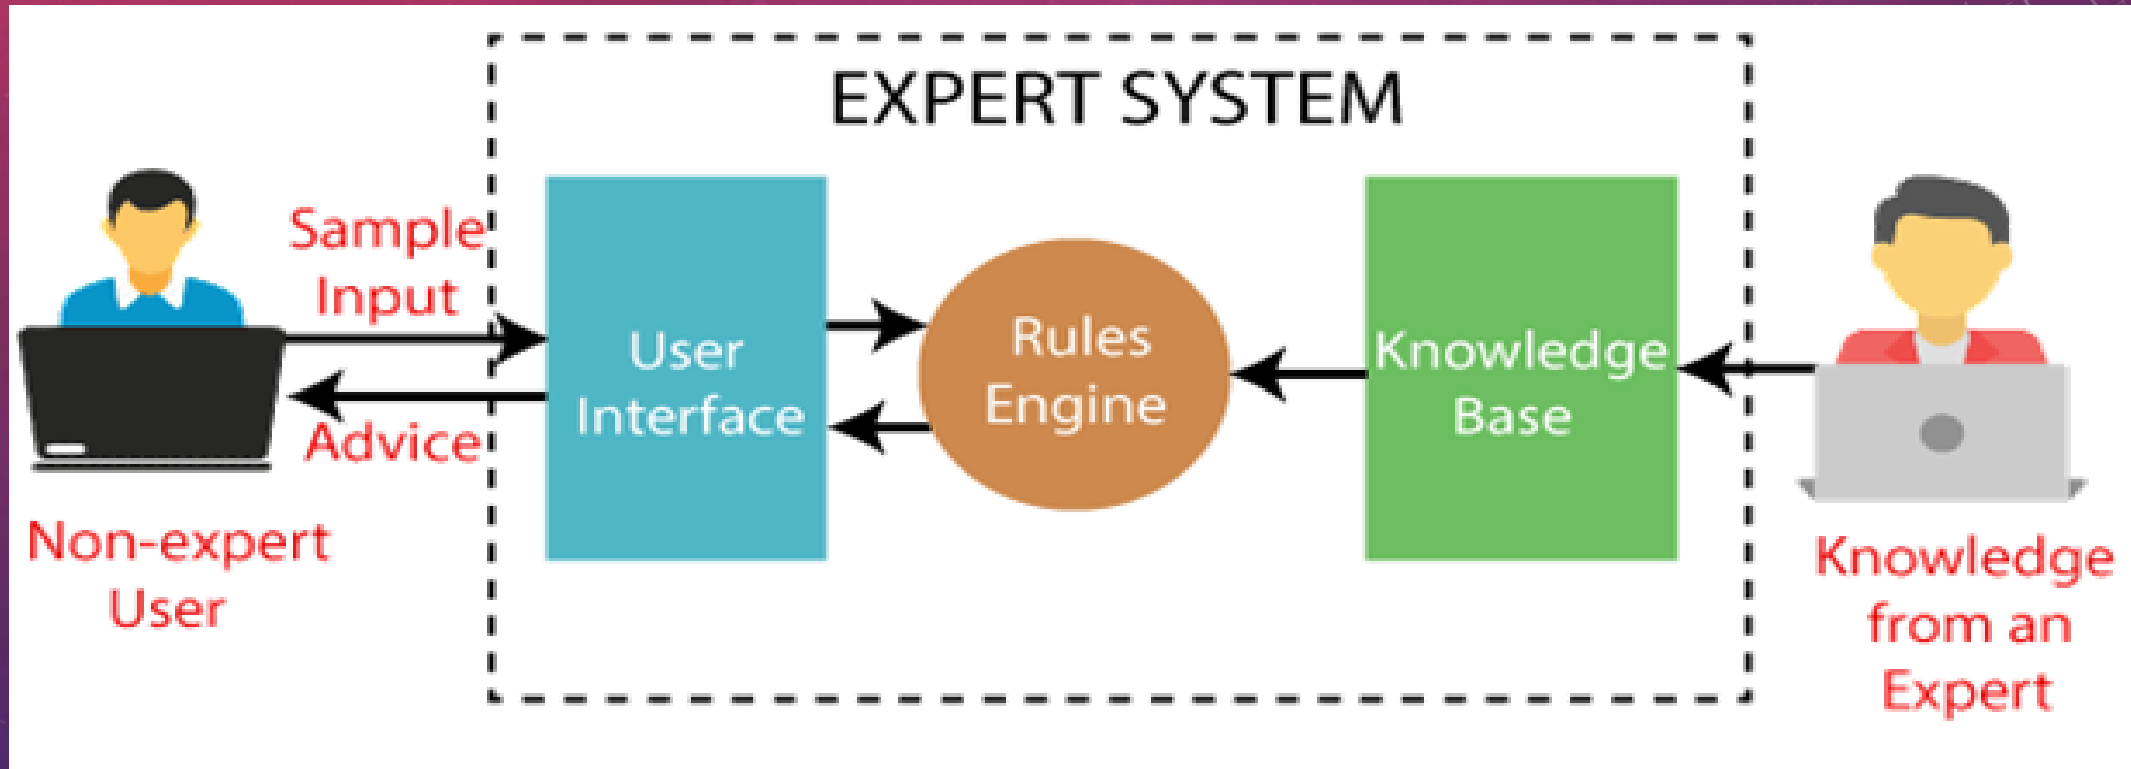 EXPERT SYSTEM
Sample
Input
Advice
Non-expert
User
User
Interface
Rules
Engine
Knowledge
Base
Knowledge
from an
Expert